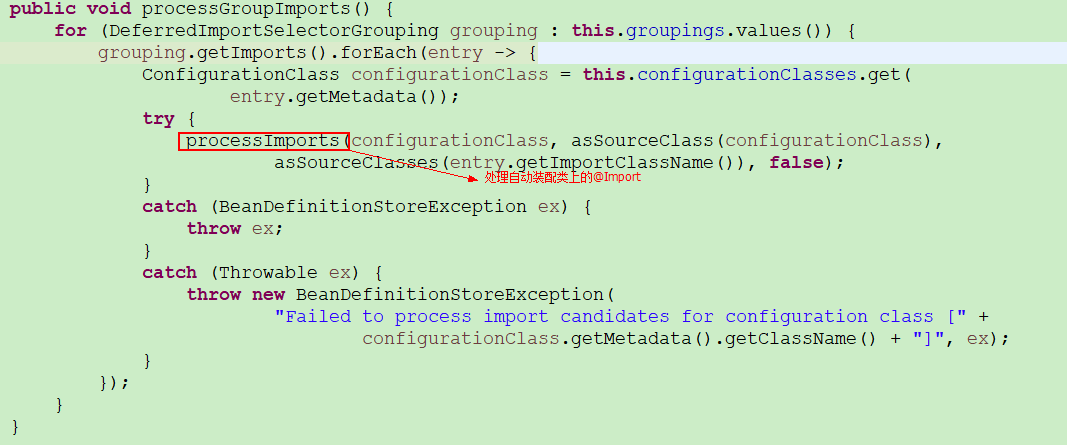 public void processGroupImports() {
for (DeferredImportSelectorGrouping grouping : this.groupings.values()) {
grouping.getImports().forEach(entry -> {
ConfigurationClass configurationClass = this.configurationClasses.get(
entry.getMetadata());
try {
processImports(configurationClass, asSourceClass(configurationClass),
asSourceClasses(entry.getImportClassName()), false);
处理自动装配类上的@Import
}
catch (BeanDefinitionStoreException ex) {
throw ex;
}
catch (Throwable ex) {
throw new BeanDefinitionStoreException(
"Failed to process import candidates for configuration class [" +
configurationClass.getMetadata().getClassName() + "]", ex);
}
});
}
}